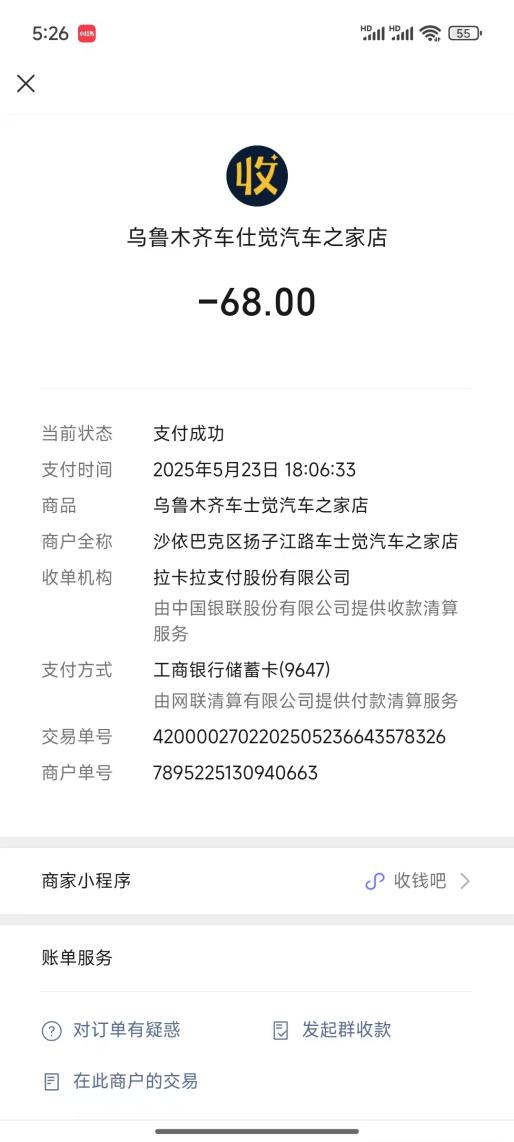 5:26
小红书
HD HD 55
收
乌鲁木齐车仕觉汽车之家店
-68.00
当前状态 支付成功
支付时间 2025年5月23日 18:06:33
商品 乌鲁木齐车士觉汽车之家店
商户全称 沙依巴克区扬子江路车士觉汽车之家店
收单机构 拉卡拉支付股份有限公司
由中国银联股份有限公司提供收款清算
服务
支付方式 工商银行储蓄卡(9647)
由网联清算有限公司提供付款清算服务
交易单号 4200002702202505236643578326
商户单号 7895225130940663
商家小程序 收钱吧
账单服务
对订单有疑惑 发起群收款
在此商户的交易